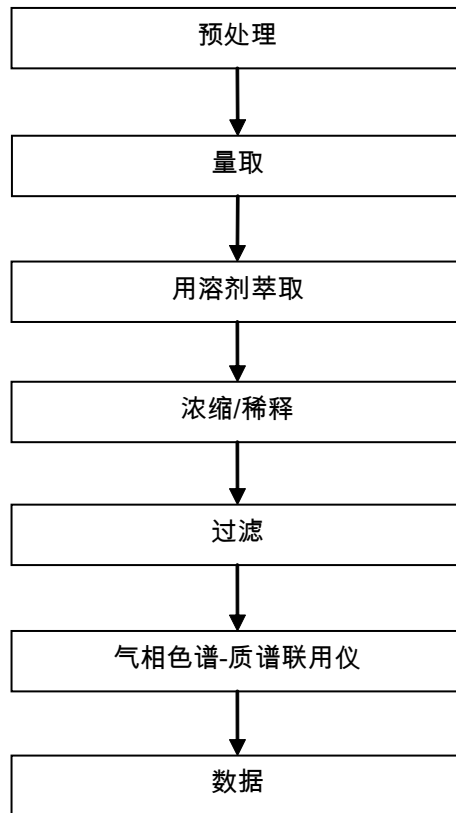 预处理
量取
用溶剂萃取
浓缩/稀释
过滤
气相色谱-质谱联用仪
数据